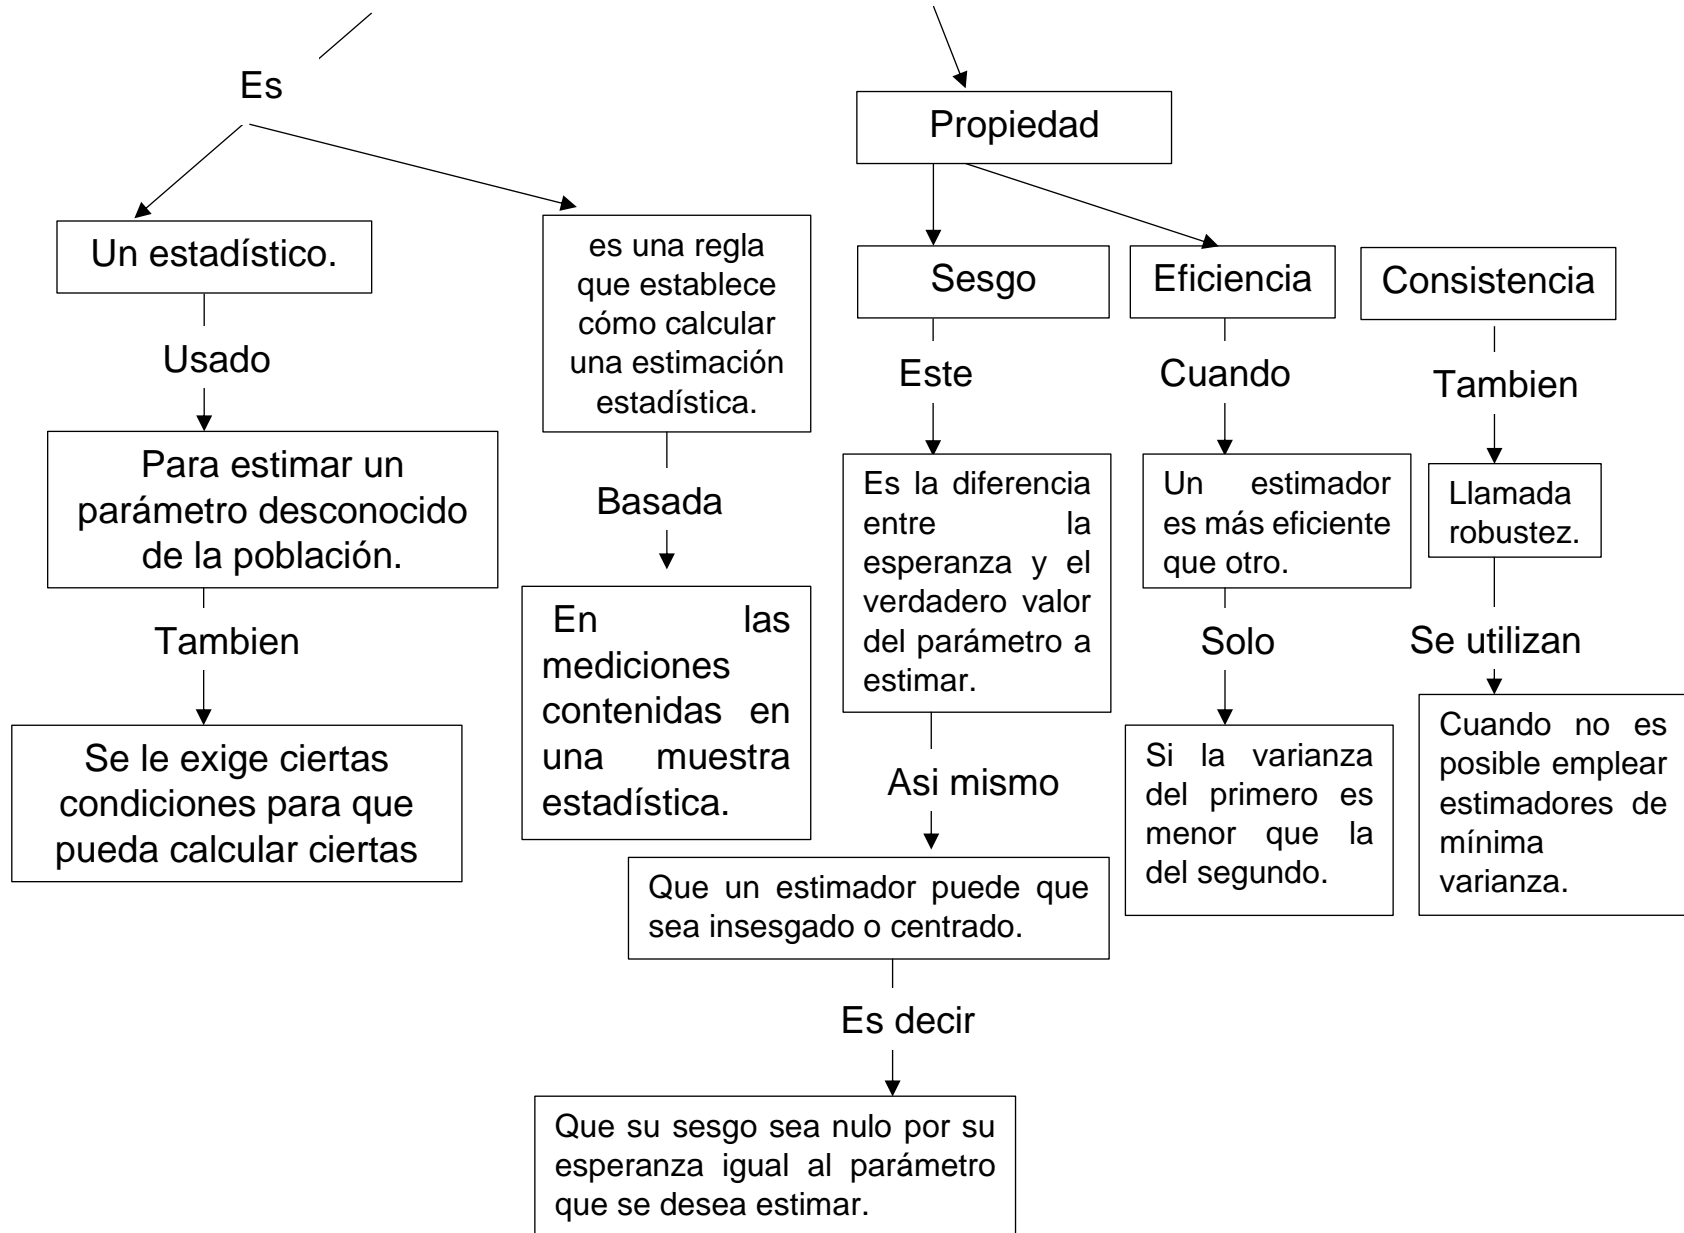 Es
Un estadístico.
Usado
Para estimar un
parámetro desconocido
de la población.
Tambien
Se le exige ciertas
condiciones para que
pueda calcular ciertas
es una regla
que establece
cómo calcular
una estimación
estadística.
Basada
En las
mediciones
contenidas en
una muestra
estadística.
Propiedad
Sesgo
Este
Es la diferencia
entre la
esperanza y el
verdadero valor
del parámetro a
estimar.
Asi mismo
Que un estimador puede que
sea insesgado o centrado.
Es decir
Que su sesgo sea nulo por su
esperanza igual al parámetro
que se desea estimar.
Eficiencia
Cuando
Un estimador
es más eficiente
que otro.
Solo
Si la varianza
del primero es
menor que la
del segundo.
Consistencia
Tambien
Llamada
robustez.
Se utilizan
Cuando no es
posible emplear
estimadores de
mínima
varianza.